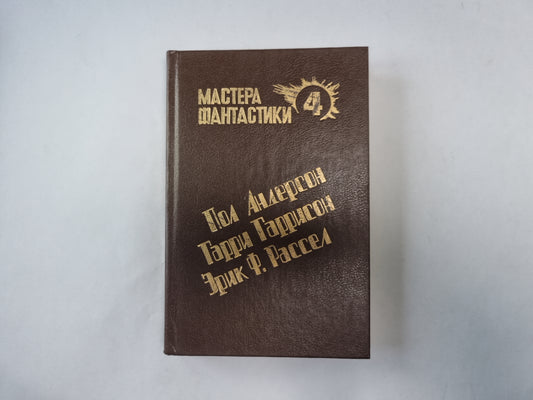 МАСТЕРА
ФАНТАСТИКИ 4
Пол Андерсон
Гарри Гаррисон
Эрик Ф. Рассел